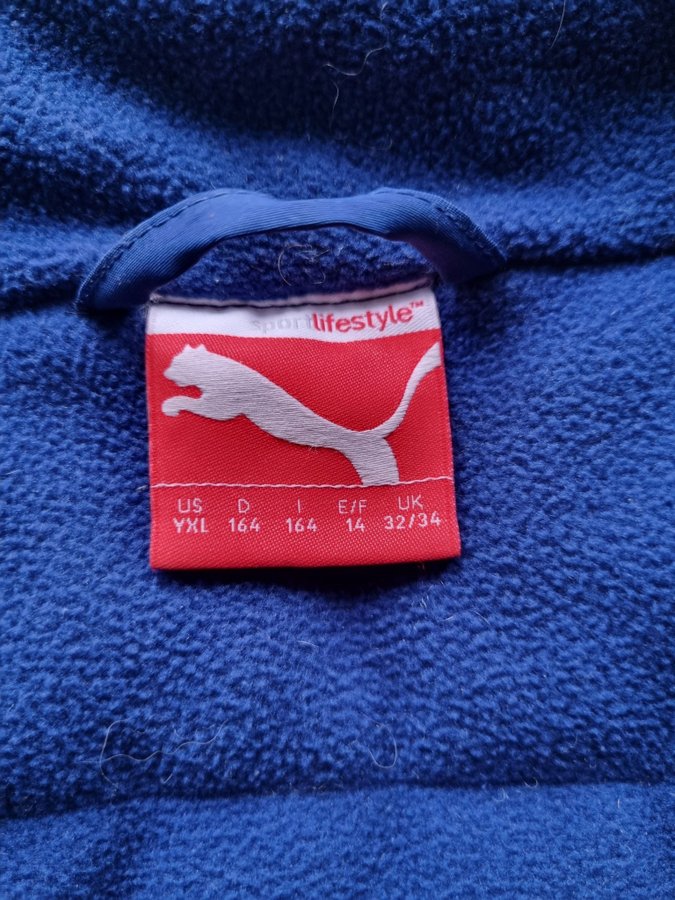 sportlifestyle™
US D I E/F UK
YXL 164 164 14 32/34